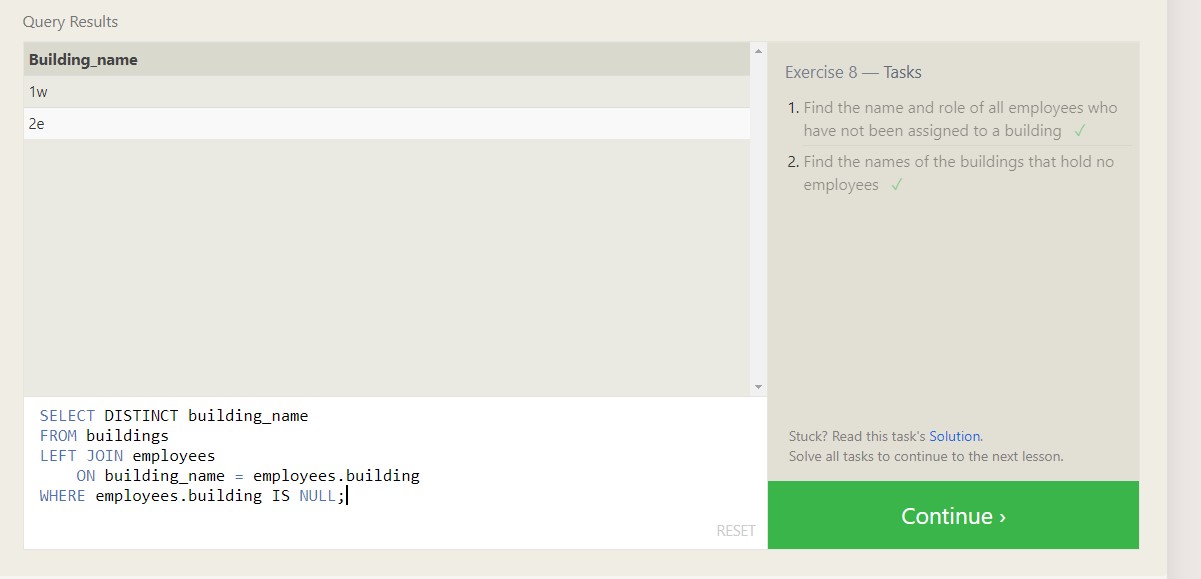 Query Results
Building_name
1w
2e
SELECT DISTINCT building_name
FROM buildings
LEFT JOIN employees
    ON building_name = employees.building
WHERE employees.building IS NULL;
RESET
Exercise 8 — Tasks
1. Find the name and role of all employees who
have not been assigned to a building ✓
2. Find the names of the buildings that hold no
employees ✓
Stuck? Read this task's Solution.
Solve all tasks to continue to the next lesson.
Continue ›